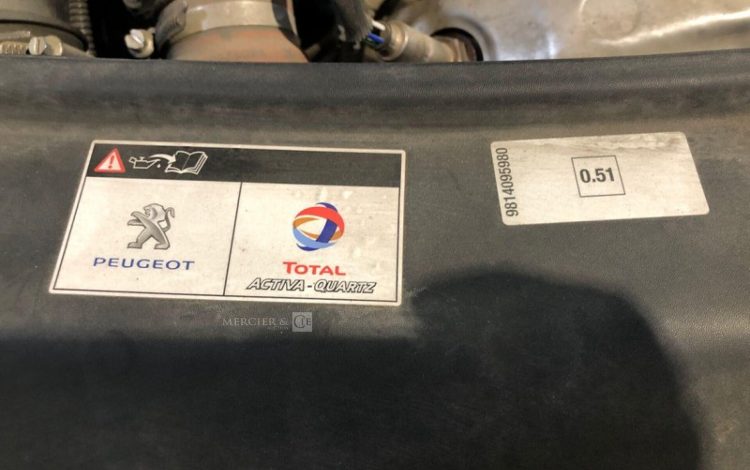 PEUGEOT
TOTAL
ACTIVA - QUARTZ
9814095980
0.51
MERCIER & CIE